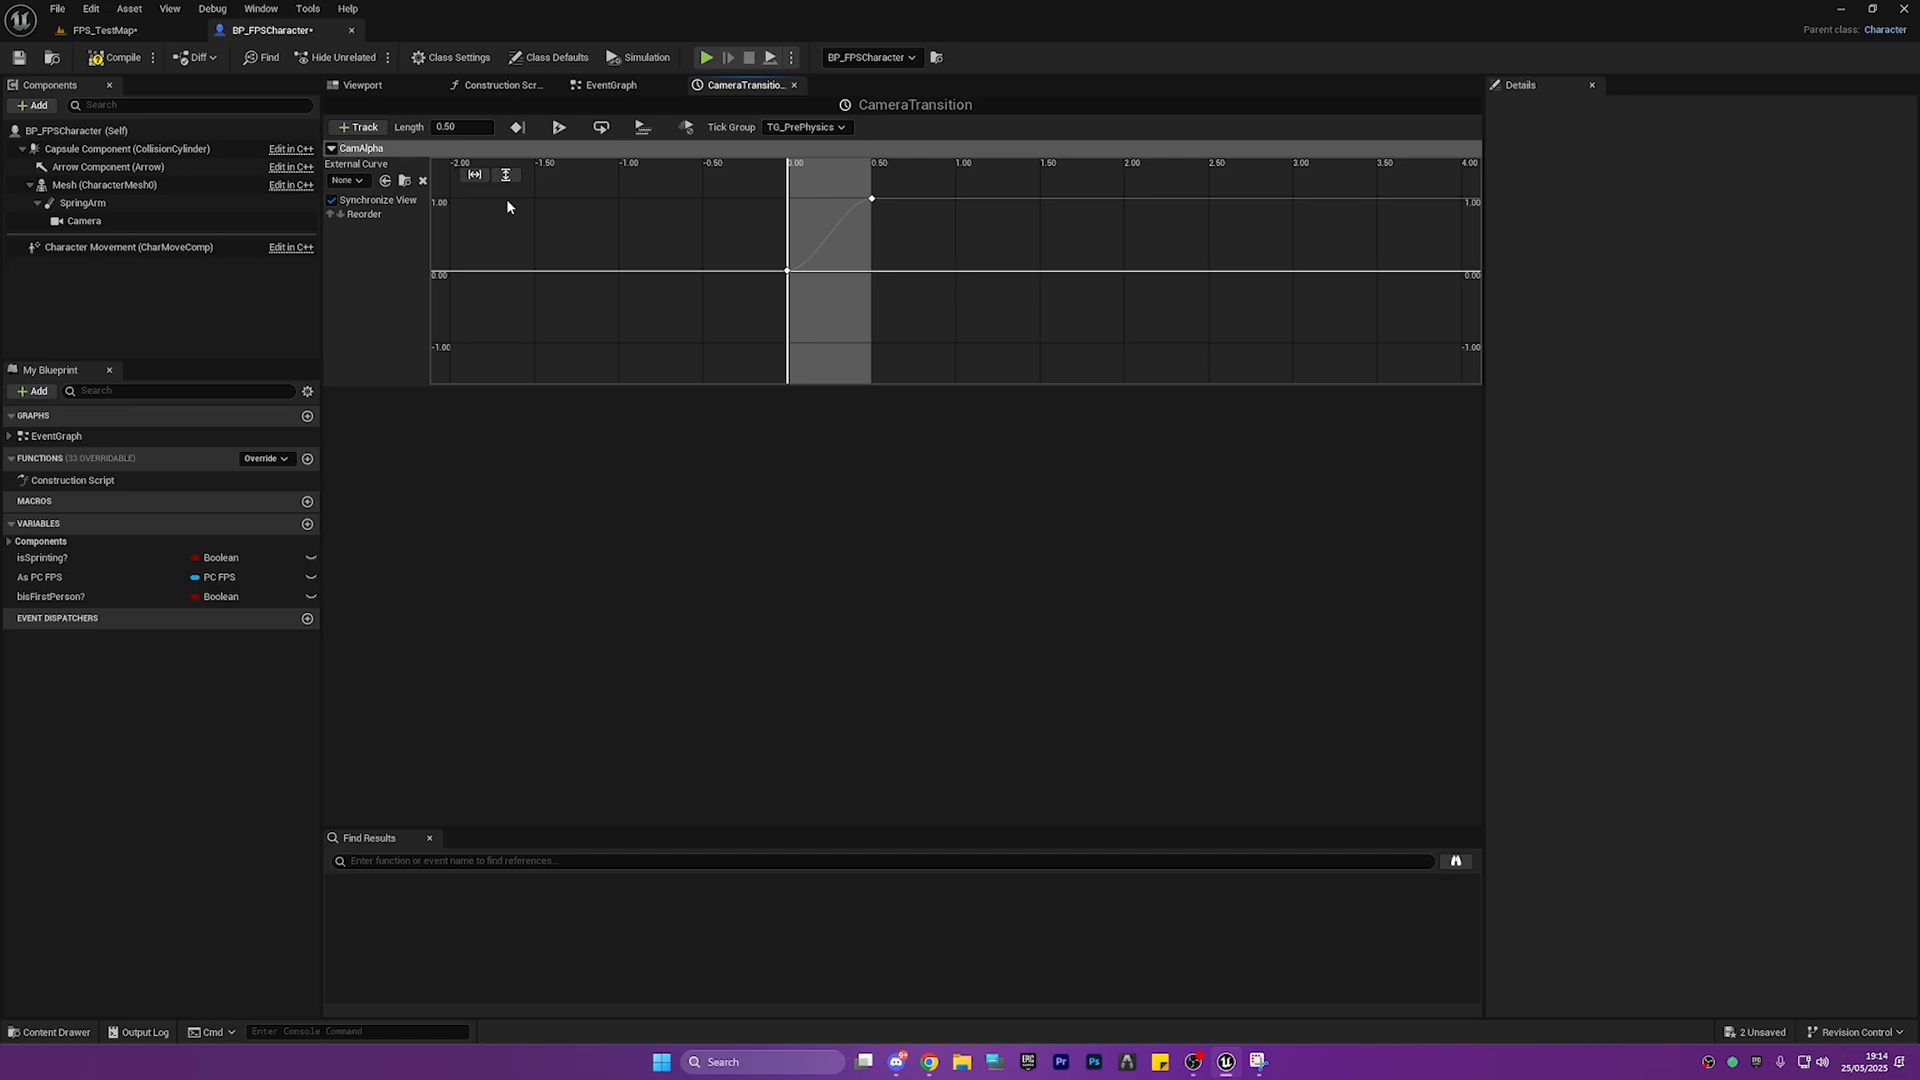 File Edit Asset View Debug Window Tools Help
FPS_TestMap•
BP_FPSCharacter•
Parent class: Character
Compile
Diff
Find
Hide Unrelated
Class Settings
Class Defaults
Simulation
BP_FPSCharacter
Components
Viewport
Construction Scr...
EventGraph
CameraTransitio...
Details
Add
Search
CameraTransition
Track
Length
0.50
Tick Group
TG_PrePhysics
BP_FPSCharacter (Self)
Capsule Component (CollisionCylinder)
Edit in C++
Arrow Component (Arrow)
Edit in C++
Mesh (CharacterMesh0)
Edit in C++
SpringArm
Camera
Character Movement (CharMoveComp)
Edit in C++
CamAlpha
External Curve
None
Synchronize View
Reorder
-2.00 -1.50 -1.00 -0.50 0.00 0.50 1.00 1.50 2.00 2.50 3.00 3.50 4.00
1.00 1.00
0.00 0.00
-1.00 -1.00
My Blueprint
Add
Search
GRAPHS
EventGraph
FUNCTIONS (33 OVERRIDABLE)
Override
Construction Script
MACROS
VARIABLES
Components
isSprinting? Boolean
As PC FPS PC FPS
bisFirstPerson? Boolean
EVENT DISPATCHERS
Find Results
Enter function or event name to find references...
Content Drawer
Output Log
Cmd
Enter Console Command
2 Unsaved
Revision Control
Search
EPIC GAMES
Pr
Ps
19:14
25/05/2025